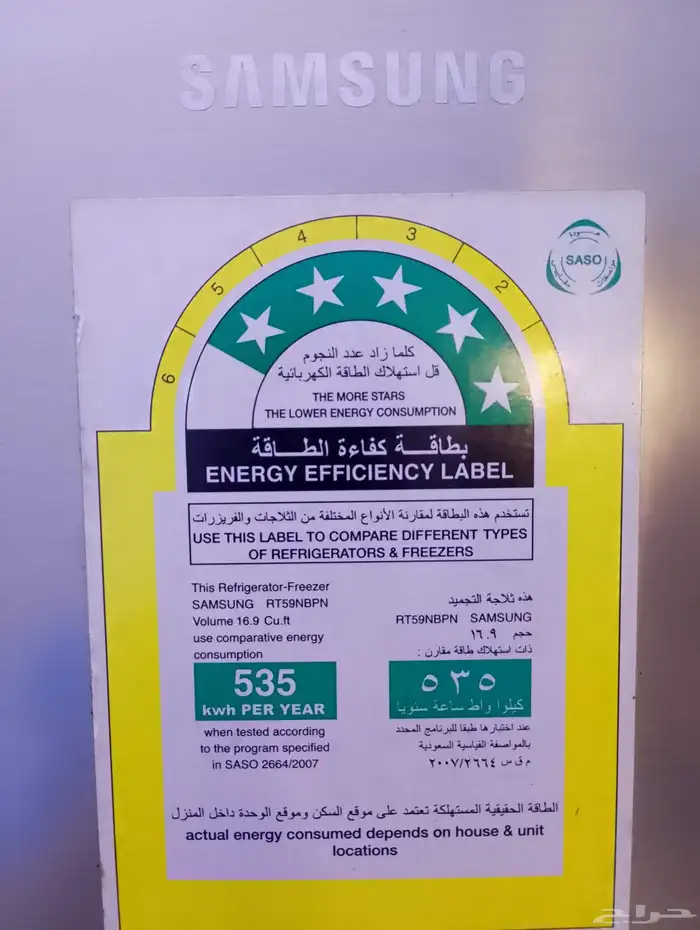 SAMSUNG
جودة
SASO
مواصفات
مقاييس
6
5
4
3
2
كلما زاد عدد النجوم
قل استهلاك الطاقة الكهربائية
THE MORE STARS
THE LOWER ENERGY CONSUMPTION
بطاقة كفاءة الطاقة
ENERGY EFFICIENCY LABEL
تستخدم هذه البطاقة لمقارنة الأنواع المختلفة من الثلاجات والفريزرات
USE THIS LABEL TO COMPARE DIFFERENT TYPES
OF REFRIGERATORS & FREEZERS
This Refrigerator-Freezer
SAMSUNG RT59NBPN
Volume 16.9 Cu.ft
use comparative energy
consumption
535
kwh PER YEAR
when tested according
to the program specified
in SASO 2664/2007
هذه ثلاجة التجميد
RT59NBPN SAMSUNG
حجم ١٦.٩
ذات استهلاك طاقة مقارن :
٥٣٥
كيلوا واط ساعة سنويا
عند اختبارها طبقا للبرنامج المحدد
بالمواصفة القياسية السعودية
م ق س ٢٠٠٧/٢٦٦٤
الطاقة الحقيقية المستهلكة تعتمد على موقع السكن وموقع الوحدة داخل المنزل
actual energy consumed depends on house & unit
locations
حراج